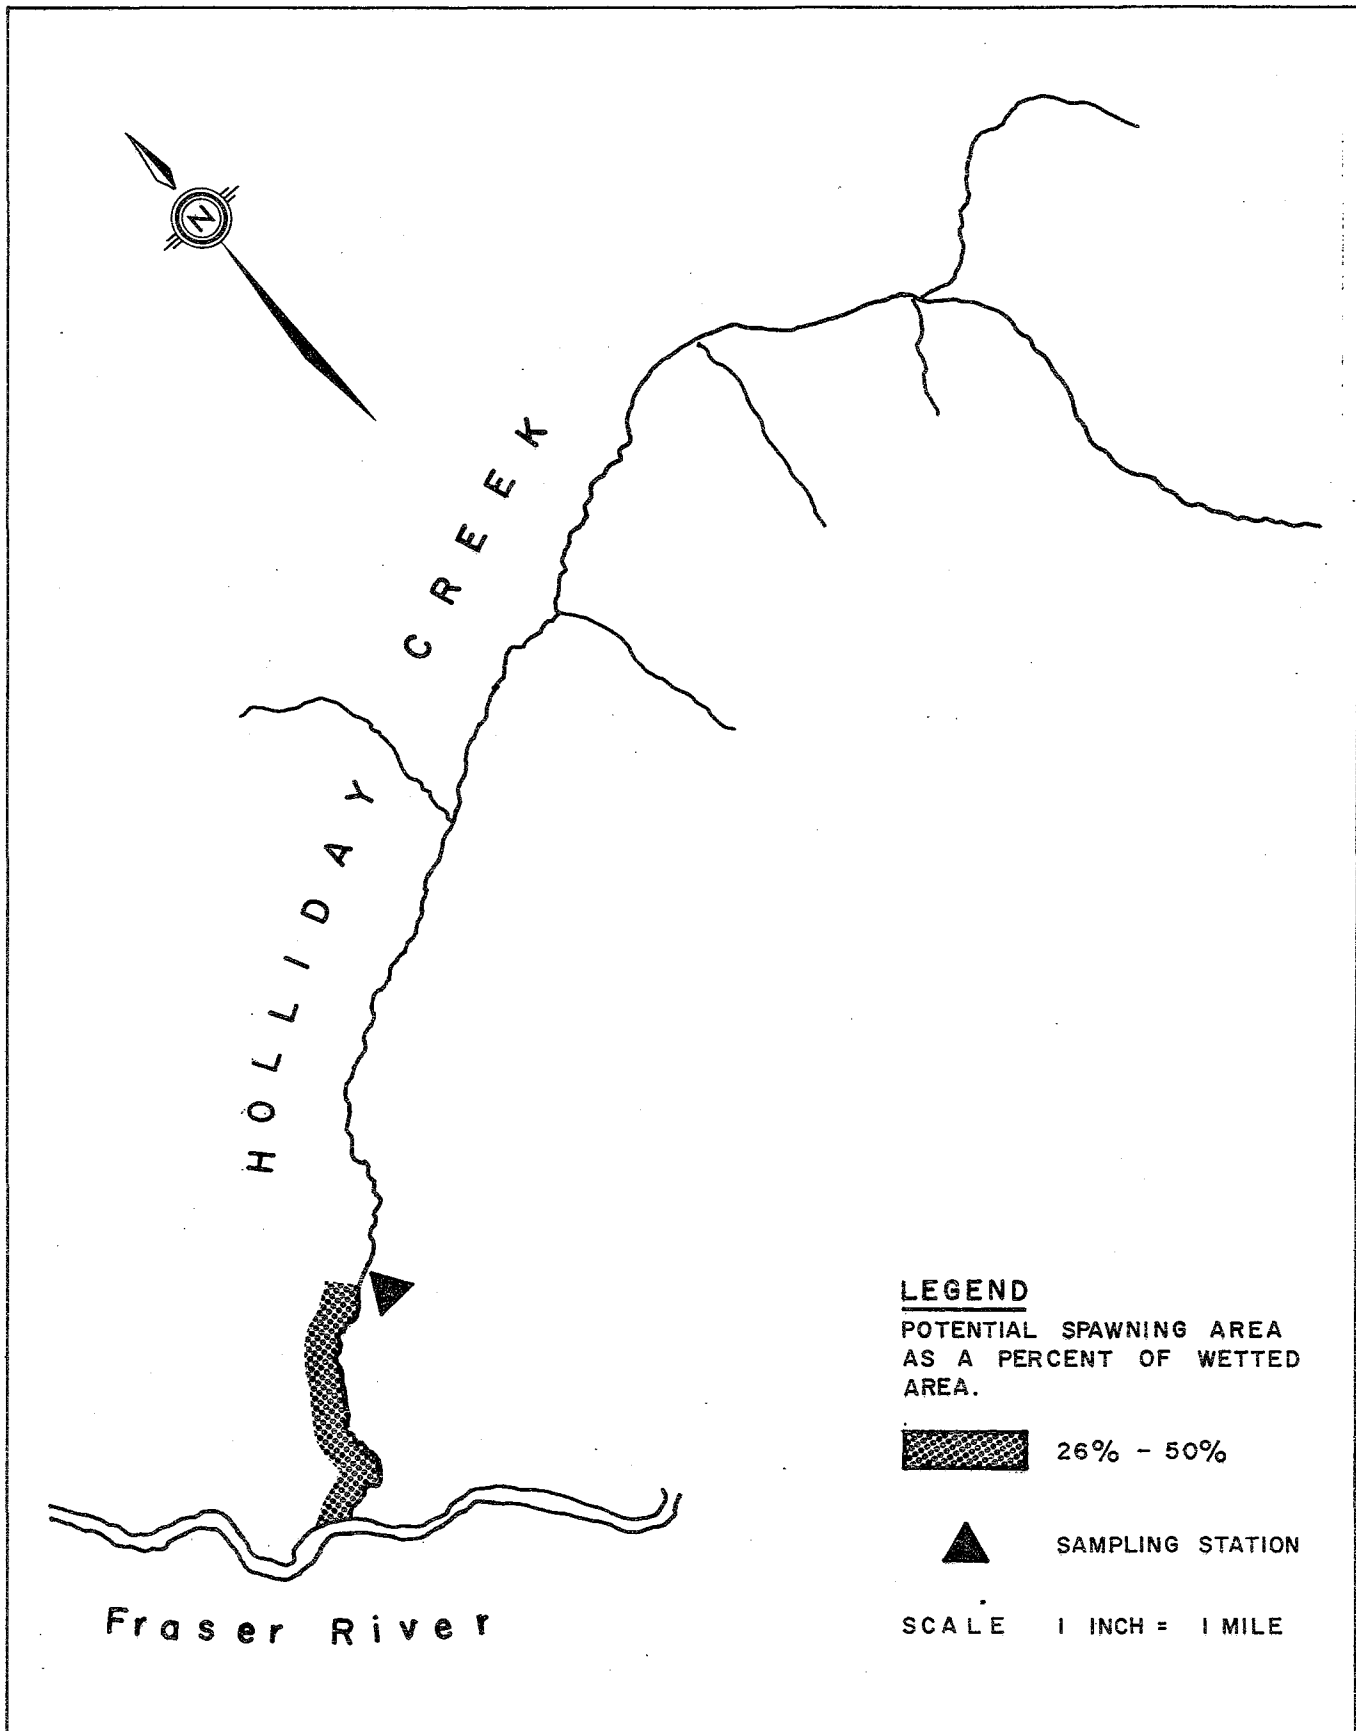 N
HOLLIDAY CREEK
LEGEND
POTENTIAL SPAWNING AREA
AS A PERCENT OF WETTED
AREA.
26% - 50%
SAMPLING STATION
SCALE 1 INCH = 1 MILE
Fraser River